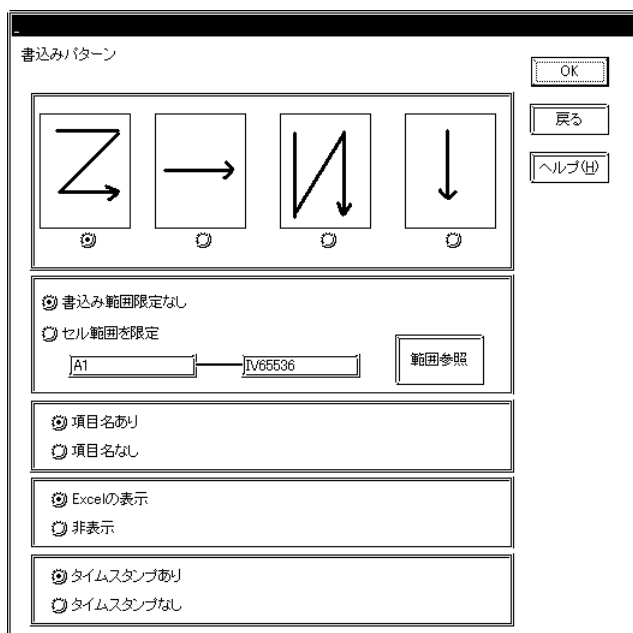 書込みパターン
OK
戻る
ヘルプ(H)
書込み範囲限定なし
セル範囲を限定
A1
IV65536
範囲参照
項目名あり
項目名なし
Excelの表示
非表示
タイムスタンプあり
タイムスタンプなし